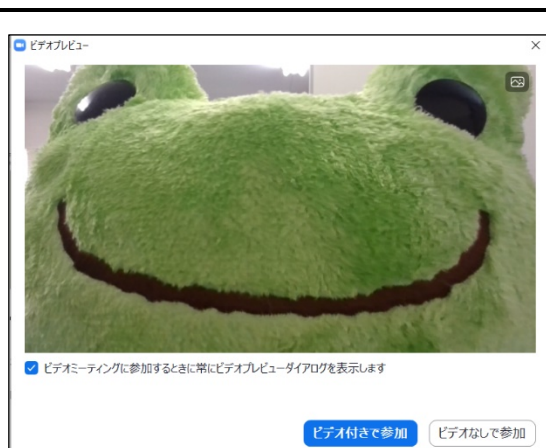 ビデオプレビュー
ビデオミーティングに参加するときに常にビデオプレビューダイアログを表示します
ビデオ付きで参加
ビデオなしで参加